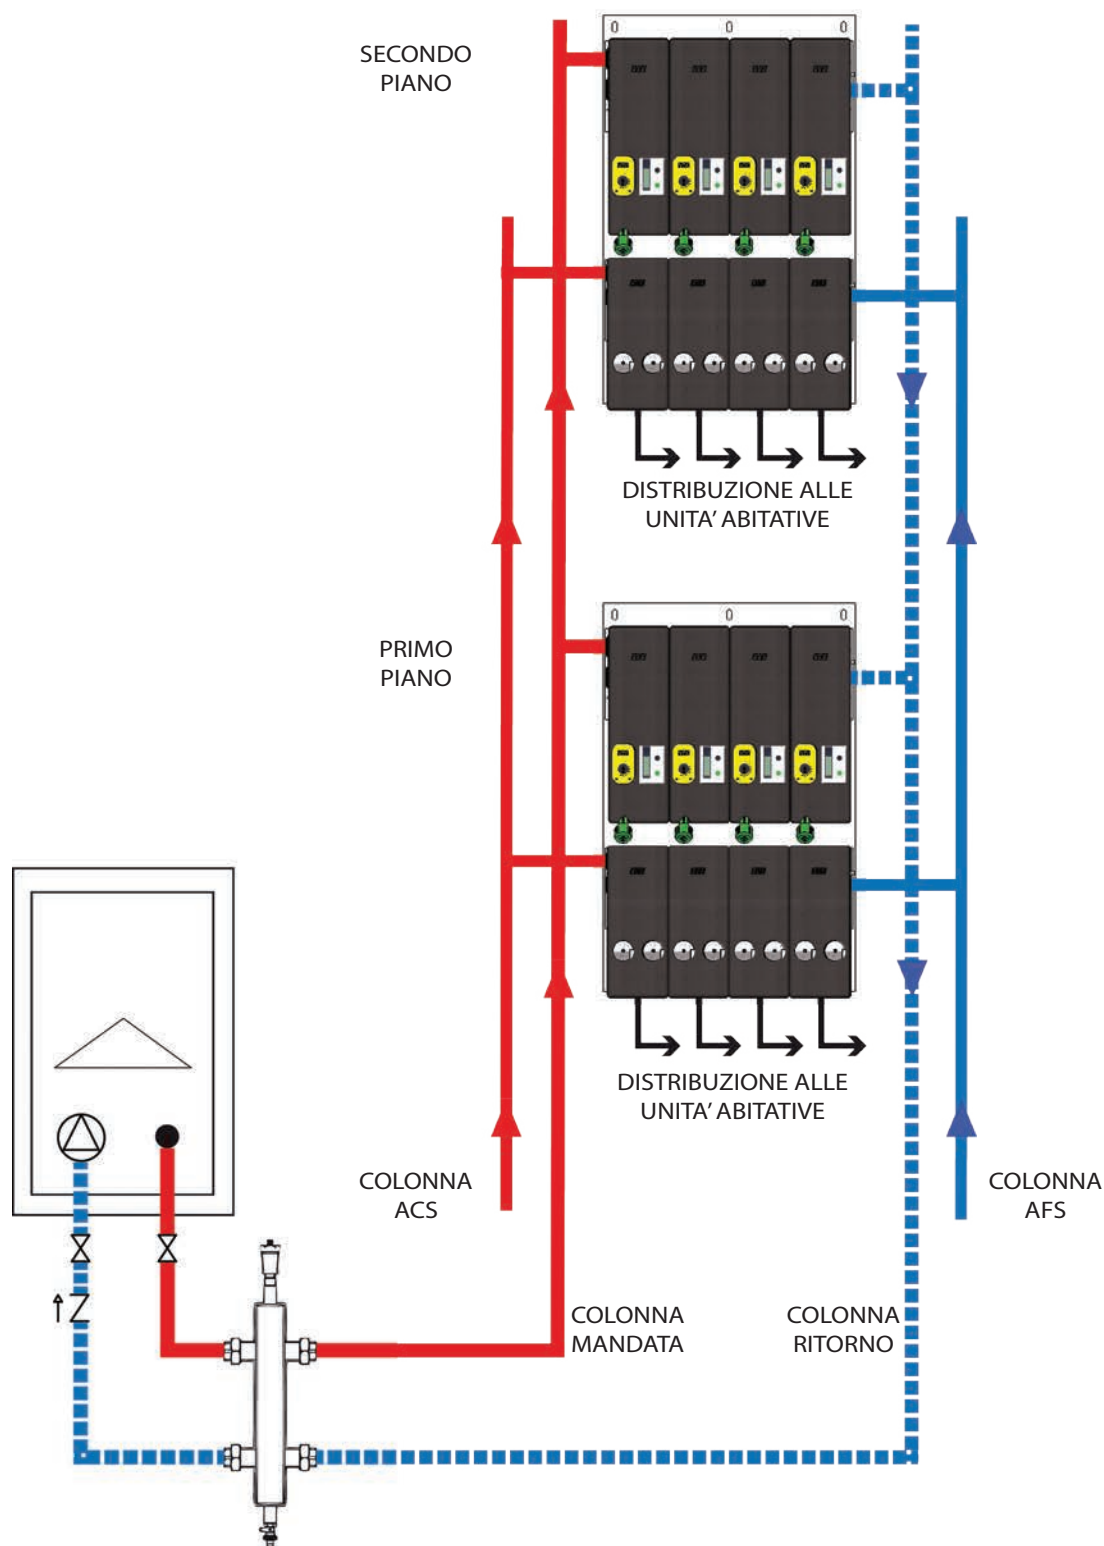 SECONDO
PIANO
DISTRIBUZIONE ALLE
UNITA’ ABITATIVE
PRIMO
PIANO
DISTRIBUZIONE ALLE
UNITA’ ABITATIVE
COLONNA
ACS
COLONNA
AFS
COLONNA
MANDATA
COLONNA
RITORNO